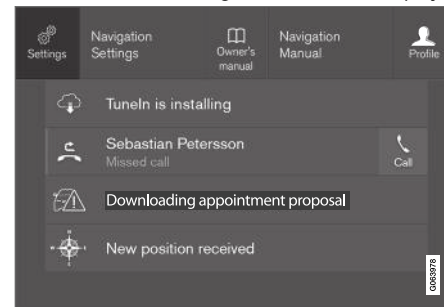 Settings
Navigation
Settings
Owner's
manual
Navigation
Manual
Profile
TuneIn is installing
Sebastian Petersson
Missed call
Call
Downloading appointment proposal
New position received
G063978